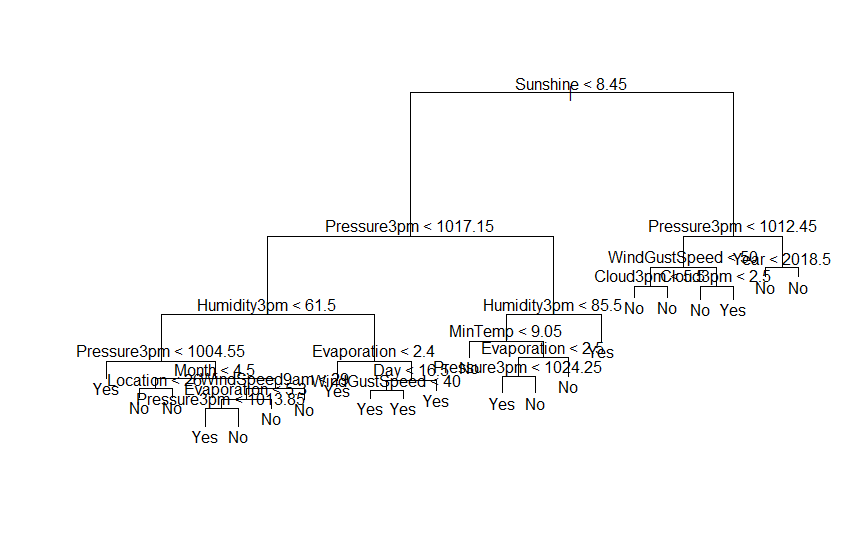 Sunshine < 8.45
Pressure3pm < 1017.15
Pressure3pm < 1012.45
WindGustSpeed < 50
Year < 2018.5
Cloud3pm < 5.5
Cloud3pm < 2.5
No
No
No
Yes
No
No
Humidity3pm < 61.5
Humidity3pm < 85.5
MinTemp < 9.05
Yes
Pressure3pm < 1004.55
Evaporation < 2.4
Evaporation < 2.5
Month < 4.5
Day < 16.5
No
Pressure3pm < 1024.25
Yes
Location < 26
WindSpeed9am < 29
Yes
WindGustSpeed < 40
No
Evaporation < 5.3
Pressure3pm < 1013.85
No
No
No
No
Yes
Yes
Yes
Yes
No
Yes
No